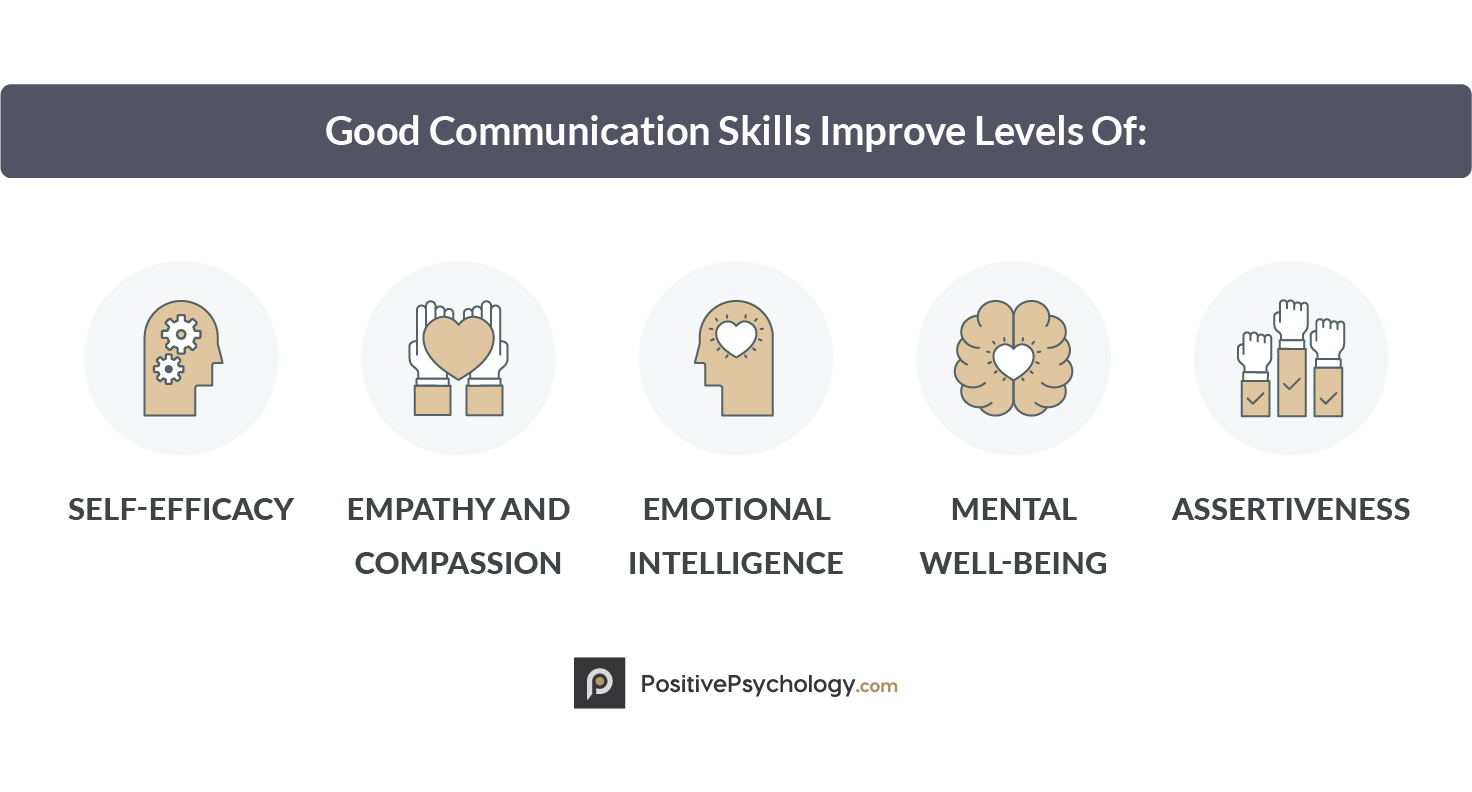 Good Communication Skills Improve Levels Of:
SELF-EFFICACY
EMPATHY AND
COMPASSION
EMOTIONAL
INTELLIGENCE
MENTAL
WELL-BEING
ASSERTIVENESS
PositivePsychology.com